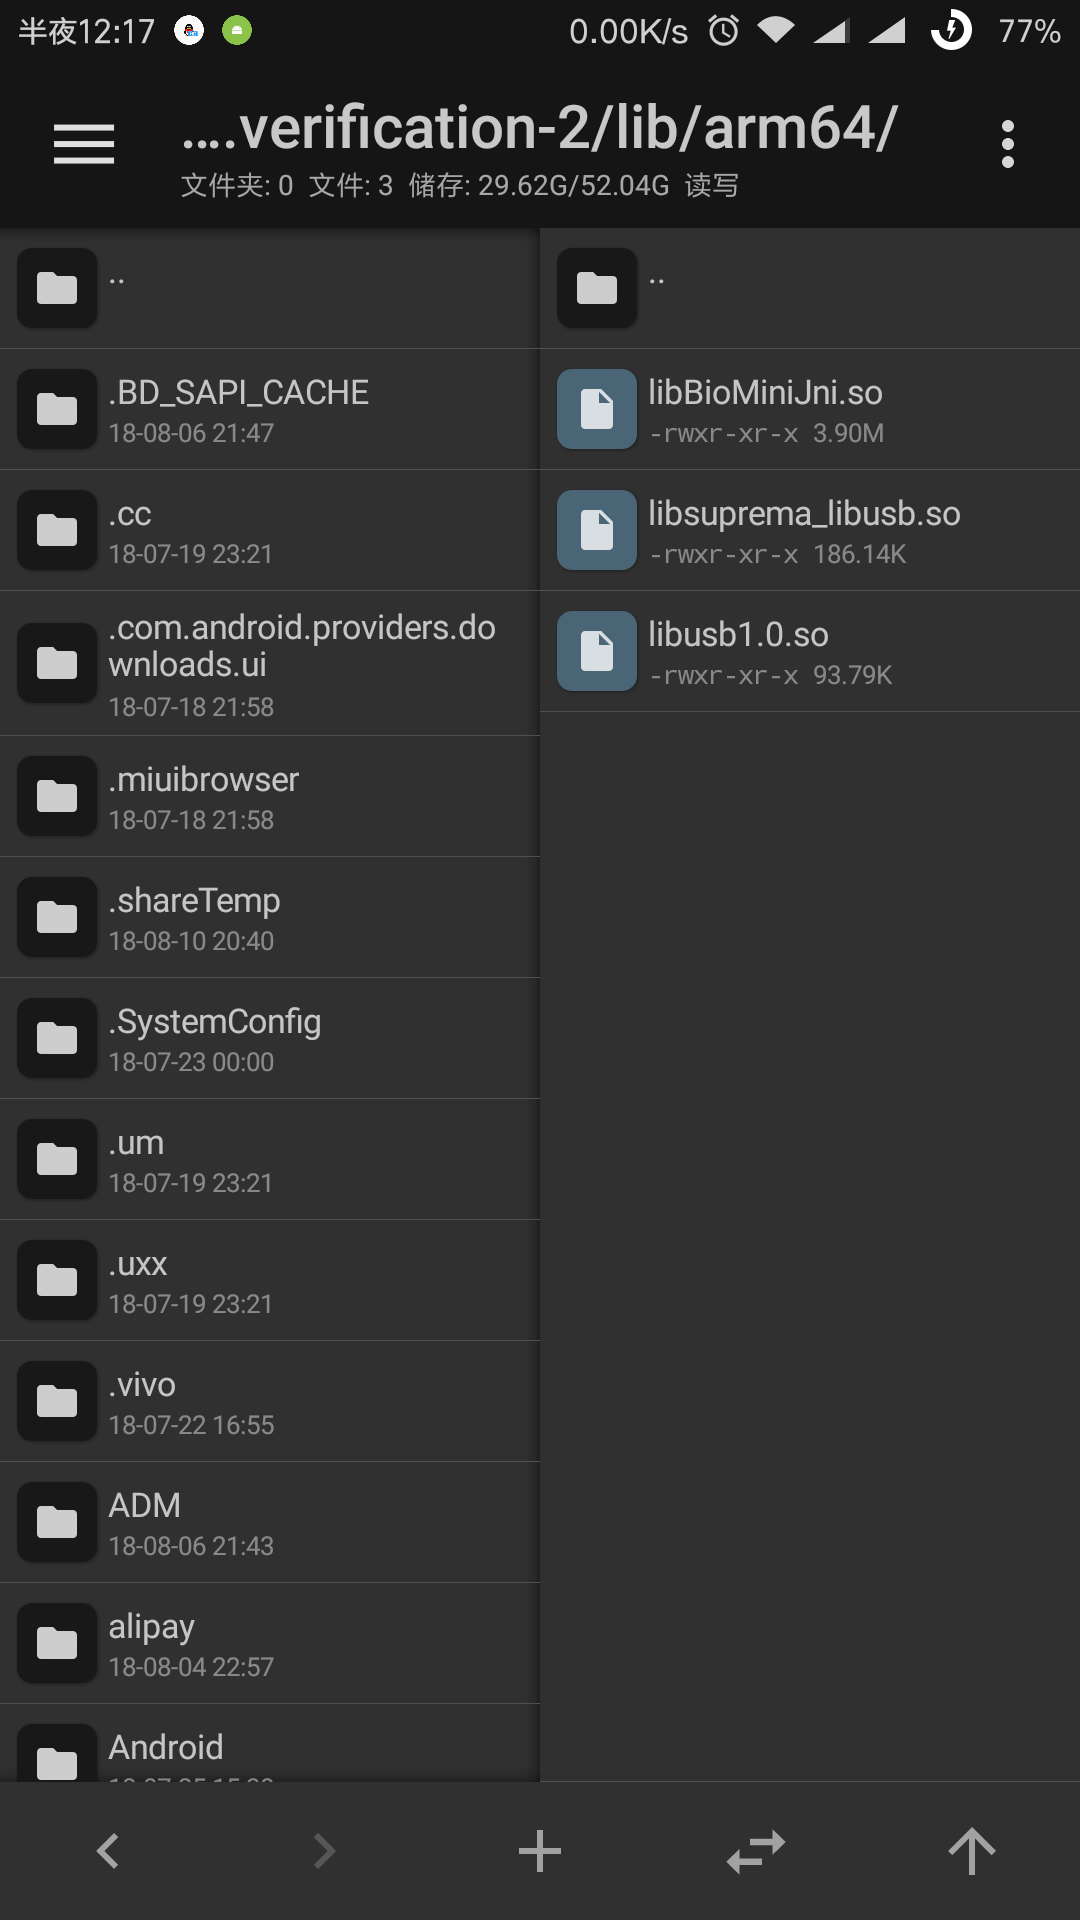 半夜12:17 0.00K/s 77%
....verification-2/lib/arm64/
文件夹: 0 文件: 3 储存: 29.62G/52.04G 读写
..
.BD_SAPI_CACHE
18-08-06 21:47
.cc
18-07-19 23:21
.com.android.providers.do
wnloads.ui
18-07-18 21:58
.miuibrowser
18-07-18 21:58
.shareTemp
18-08-10 20:40
.SystemConfig
18-07-23 00:00
.um
18-07-19 23:21
.uxx
18-07-19 23:21
.vivo
18-07-22 16:55
ADM
18-08-06 21:43
alipay
18-08-04 22:57
Android
..
libBioMiniJni.so
-rwxr-xr-x 3.90M
libsuprema_libusb.so
-rwxr-xr-x 186.14K
libusb1.0.so
-rwxr-xr-x 93.79K